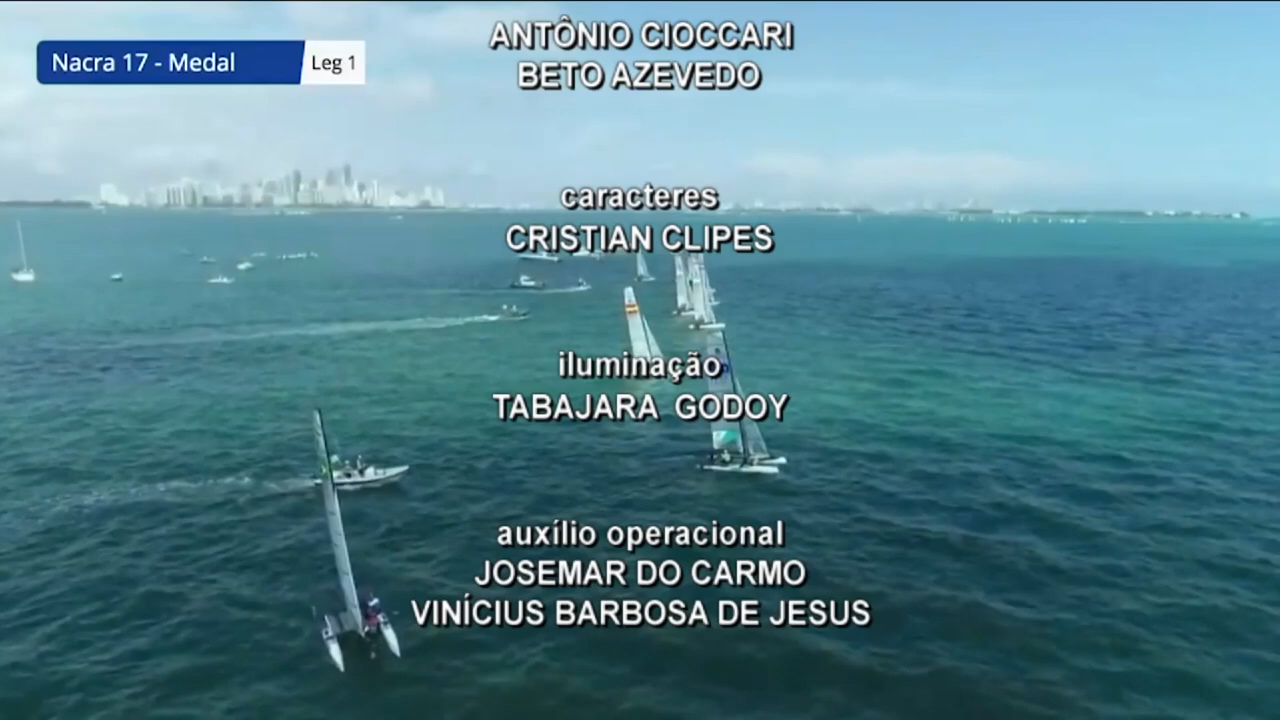 ANTÔNIO CIOCCARI
Nacra 17 - Medal Leg 1
BETO AZEVEDO
caracteres
CRISTIAN CLIPES
iluminação
TABAJARA GODOY
auxílio operacional
JOSEMAR DO CARMO
VINÍCIUS BARBOSA DE JESUS